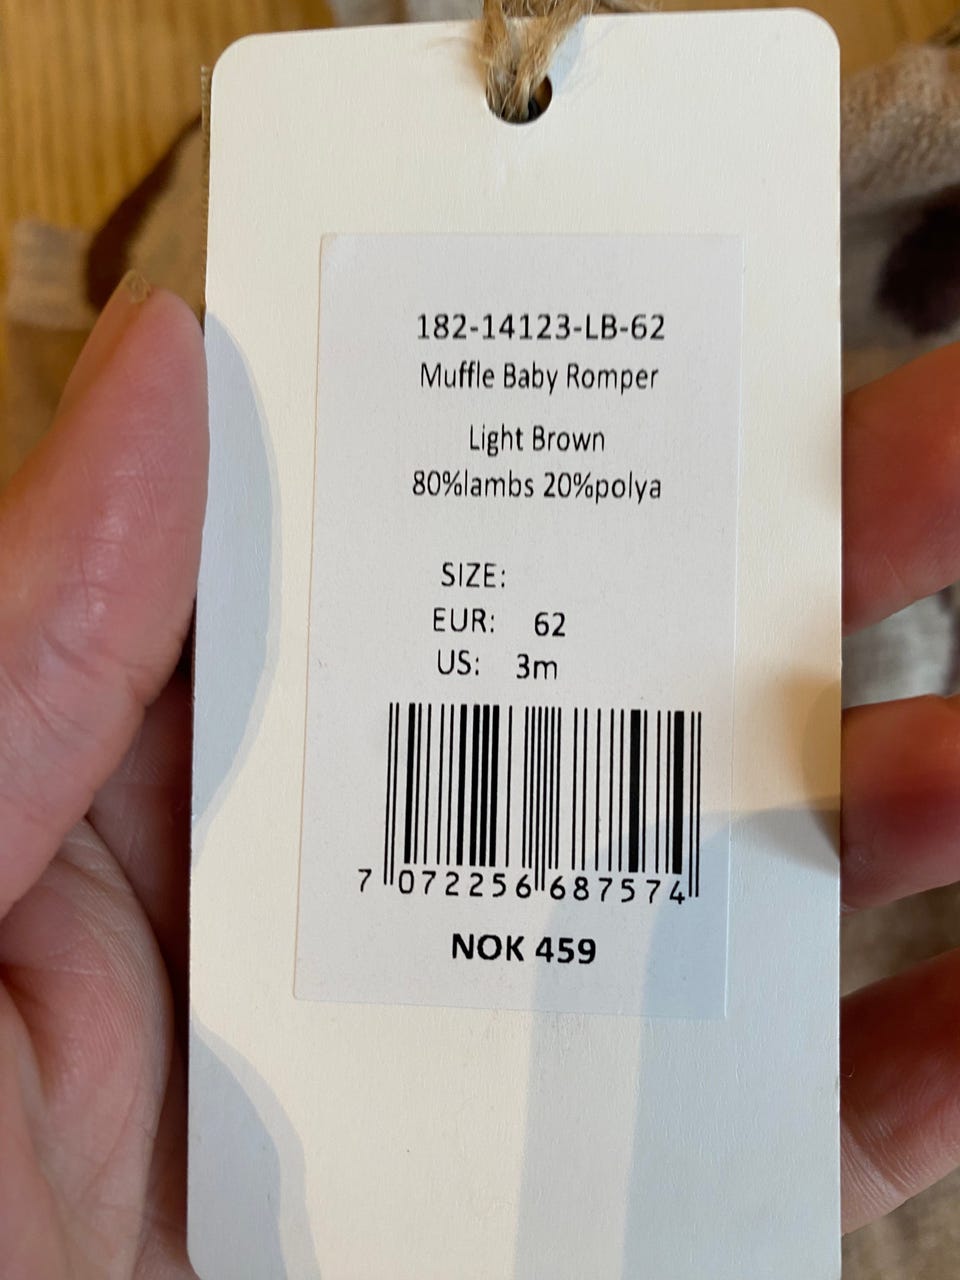 182-14123-LB-62
Muffle Baby Romper
Light Brown
80%lambs 20%polya
SIZE:
EUR: 62
US: 3m
7 072256 687574
NOK 459